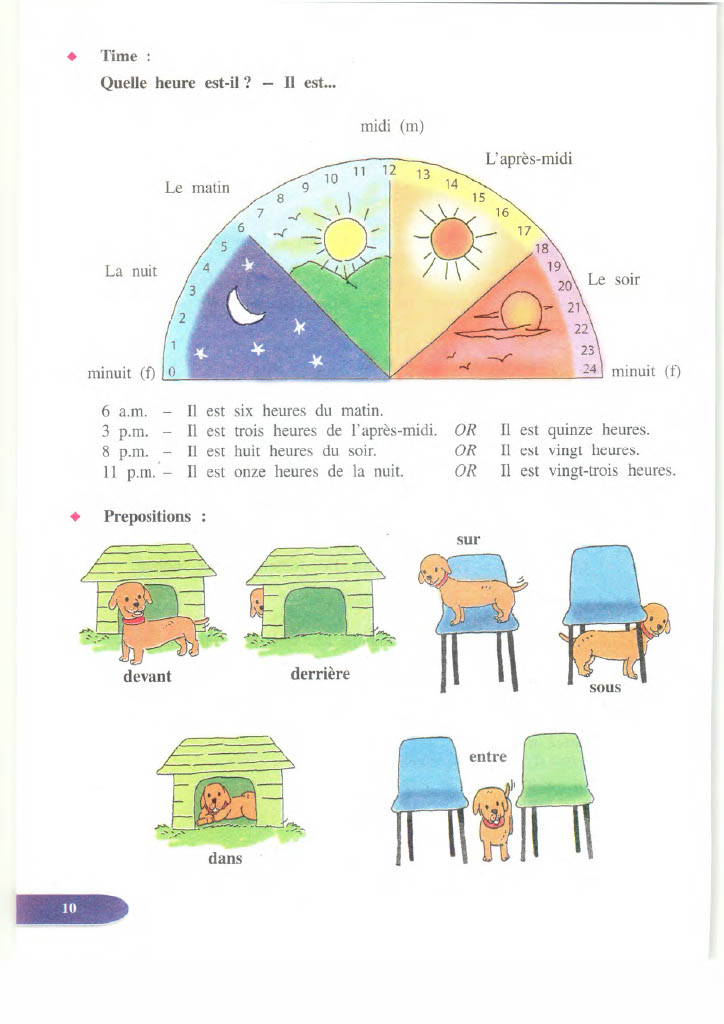 Time :
Quelle heure est-il ? – Il est...
midi (m)
L'après-midi
Le matin
La nuit
Le soir
minuit (f)
0 1 2 3 4 5 6 7 8 9 10 11 12 13 14 15 16 17 18 19 20 21 22 23 24
minuit (f)
6 a.m. – Il est six heures du matin.
3 p.m. – Il est trois heures de l'après-midi. OR Il est quinze heures.
8 p.m. – Il est huit heures du soir. OR Il est vingt heures.
11 p.m. – Il est onze heures de la nuit. OR Il est vingt-trois heures.
Prepositions :
sur
devant
derrière
sous
entre
dans
10